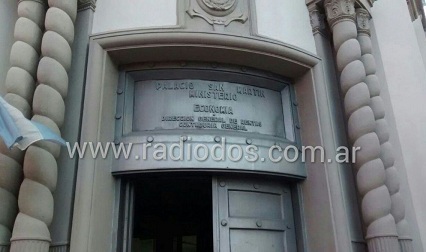 PALACIO SAN MARTIN
MINISTERIO
ECONOMIA
DIRECCION GENERAL DE RENTAS
CONTADURIA GENERAL
www.radiodos.com.ar